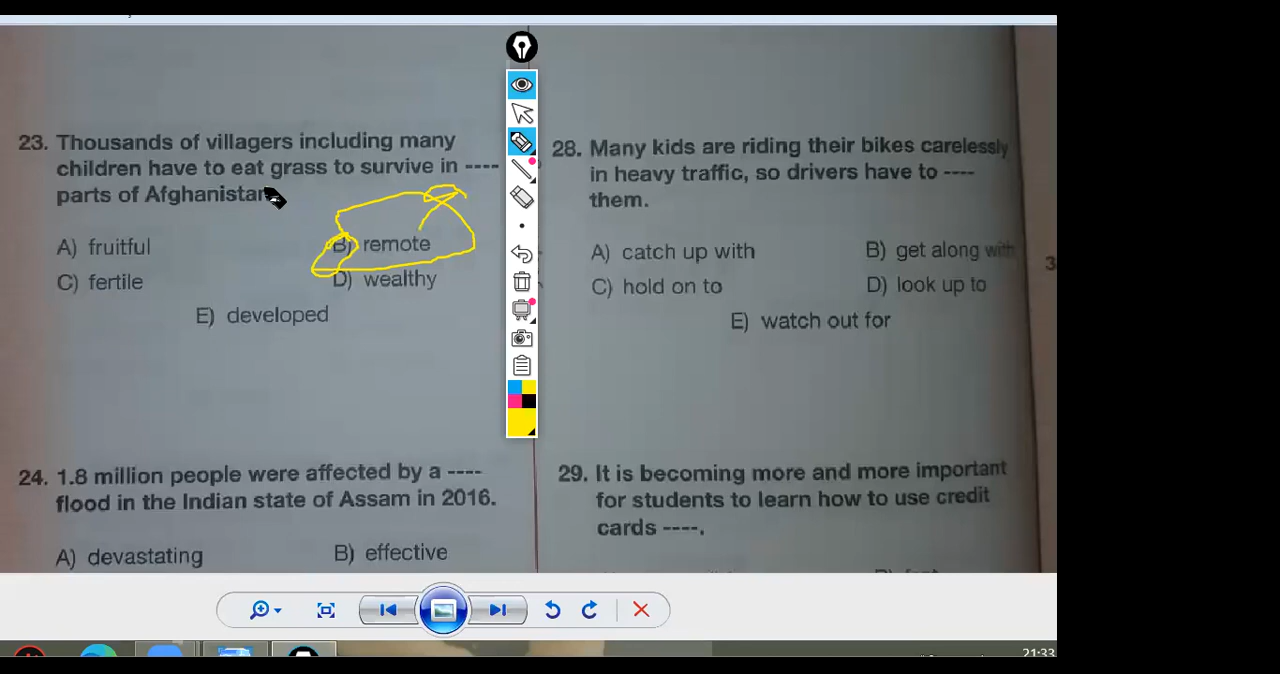 23. Thousands of villagers including many
children have to eat grass to survive in ----
parts of Afghanistan
A) fruitful
B) remote
C) fertile
D) wealthy
E) developed
24. 1.8 million people were affected by a ----
flood in the Indian state of Assam in 2016.
A) devastating
B) effective
28. Many kids are riding their bikes carelessly
in heavy traffic, so drivers have to ----
them.
A) catch up with
B) get along with
C) hold on to
D) look up to
E) watch out for
29. It is becoming more and more important
for students to learn how to use credit
cards ----.
3
21:33